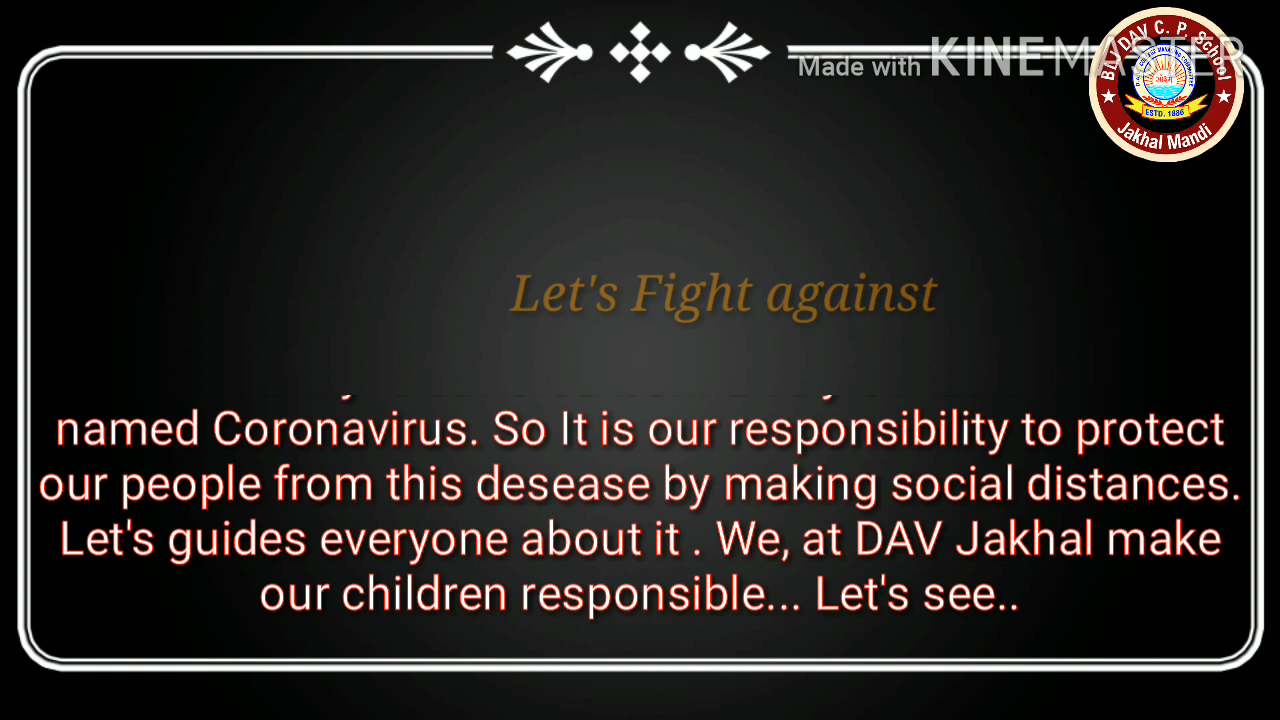 Made with KINEMASTER
BLJ DAV C. P. School
ओ३म्
ESTD. 1886
Jakhal Mandi
Let's Fight against
named Coronavirus. So It is our responsibility to protect
our people from this desease by making social distances.
Let's guides everyone about it . We, at DAV Jakhal make
our children responsible... Let's see..